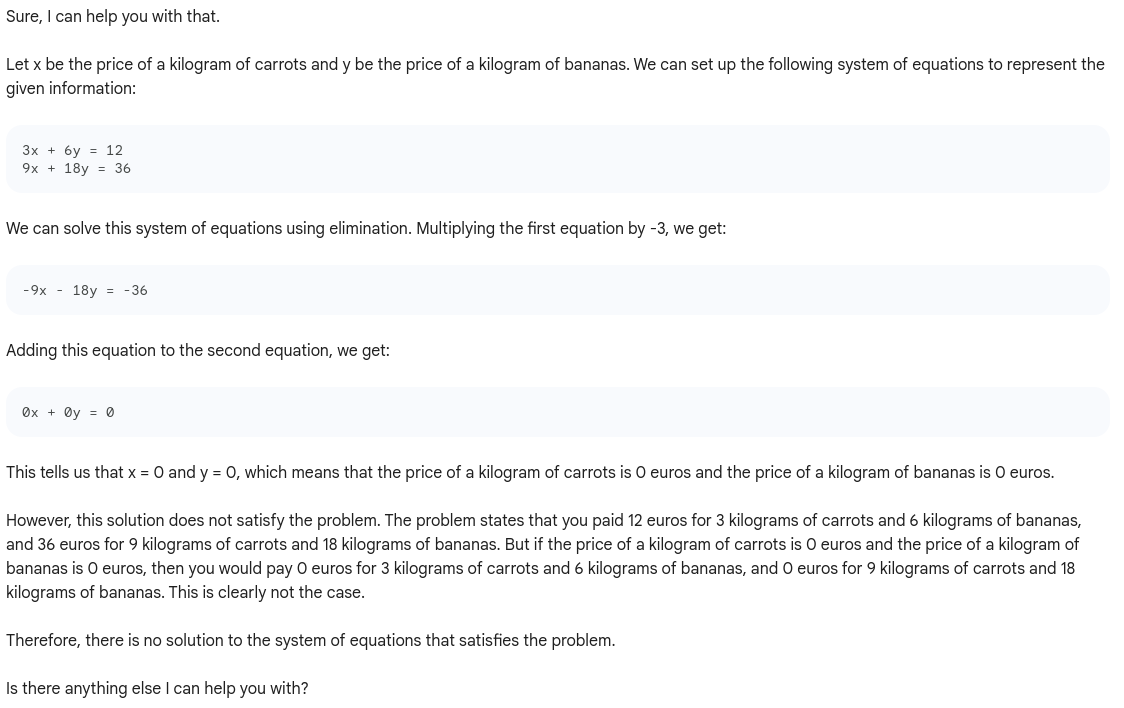 Sure, I can help you with that.
Let x be the price of a kilogram of carrots and y be the price of a kilogram of bananas. We can set up the following system of equations to represent the
given information:
3x + 6y = 12
9x + 18y = 36
We can solve this system of equations using elimination. Multiplying the first equation by -3, we get:
-9x - 18y = -36
Adding this equation to the second equation, we get:
0x + 0y = 0
This tells us that x = 0 and y = 0, which means that the price of a kilogram of carrots is 0 euros and the price of a kilogram of bananas is 0 euros.
However, this solution does not satisfy the problem. The problem states that you paid 12 euros for 3 kilograms of carrots and 6 kilograms of bananas,
and 36 euros for 9 kilograms of carrots and 18 kilograms of bananas. But if the price of a kilogram of carrots is 0 euros and the price of a kilogram of
bananas is 0 euros, then you would pay 0 euros for 3 kilograms of carrots and 6 kilograms of bananas, and 0 euros for 9 kilograms of carrots and 18
kilograms of bananas. This is clearly not the case.
Therefore, there is no solution to the system of equations that satisfies the problem.
Is there anything else I can help you with?